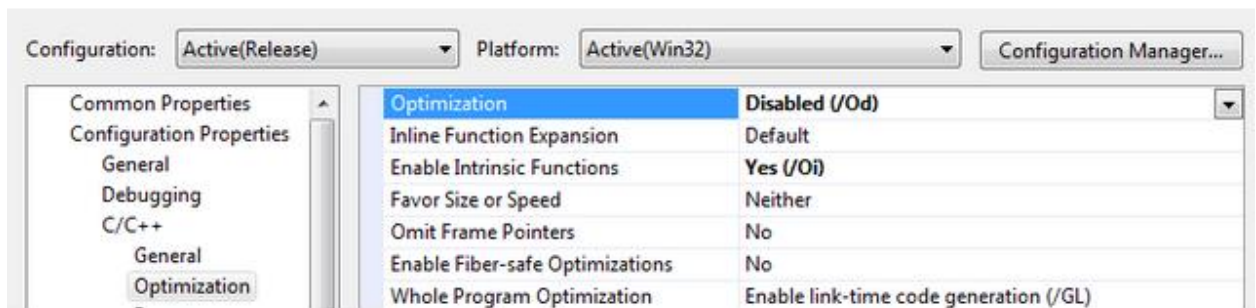 Configuration: Active(Release) Platform: Active(Win32) Configuration Manager...
Common Properties
Configuration Properties
General
Debugging
C/C++
General
Optimization
Optimization Disabled (/Od)
Inline Function Expansion Default
Enable Intrinsic Functions Yes (/Oi)
Favor Size or Speed Neither
Omit Frame Pointers No
Enable Fiber-safe Optimizations No
Whole Program Optimization Enable link-time code generation (/GL)